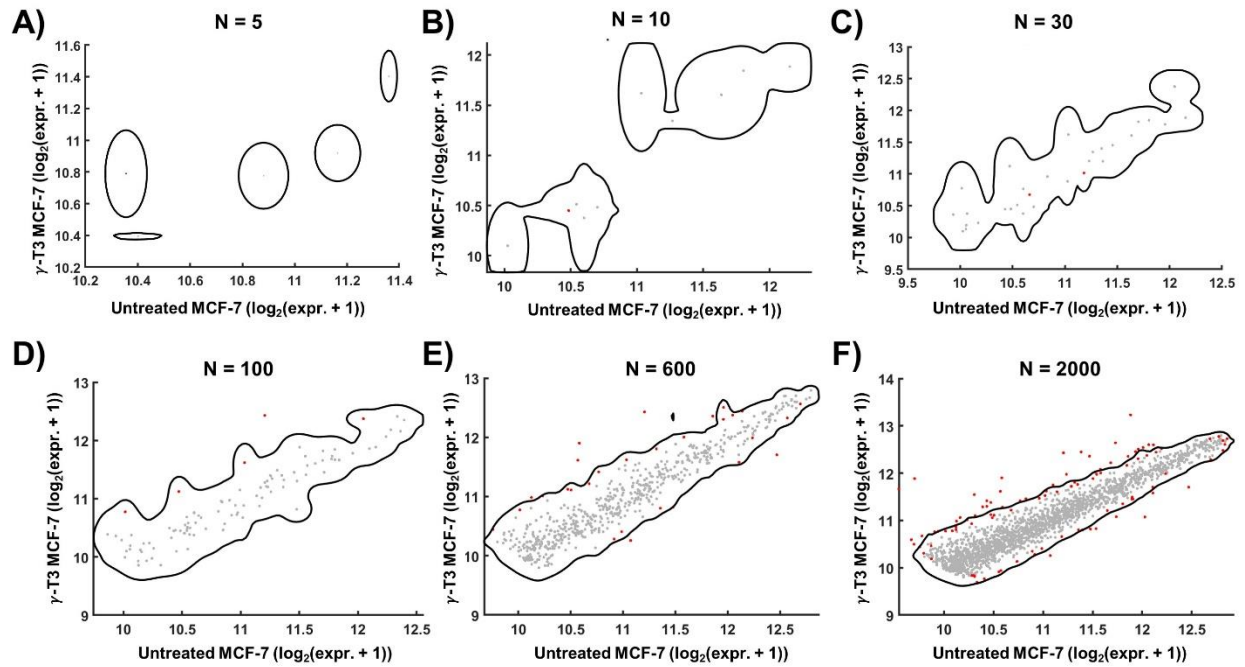 A)
N = 5
γ-T3 MCF-7 (log2(expr. + 1))
11.6
11.4
11.2
11
10.8
10.6
10.4
10.2
10.2 10.4 10.6 10.8 11 11.2 11.4
Untreated MCF-7 (log2(expr. + 1))
B)
N = 10
γ-T3 MCF-7 (log2(expr. + 1))
12
11.5
11
10.5
10
10 10.5 11 11.5 12
Untreated MCF-7 (log2(expr. + 1))
C)
N = 30
γ-T3 MCF-7 (log2(expr. + 1))
13
12.5
12
11.5
11
10.5
10
9.5
9.5 10 10.5 11 11.5 12 12.5
Untreated MCF-7 (log2(expr. + 1))
D)
N = 100
γ-T3 MCF-7 (log2(expr. + 1))
13
12
11
10
9
10 10.5 11 11.5 12 12.5
Untreated MCF-7 (log2(expr. + 1))
E)
N = 600
γ-T3 MCF-7 (log2(expr. + 1))
13
12
11
10
9
10 10.5 11 11.5 12 12.5
Untreated MCF-7 (log2(expr. + 1))
F)
N = 2000
γ-T3 MCF-7 (log2(expr. + 1))
14
13
12
11
10
9
10 10.5 11 11.5 12 12.5
Untreated MCF-7 (log2(expr. + 1))